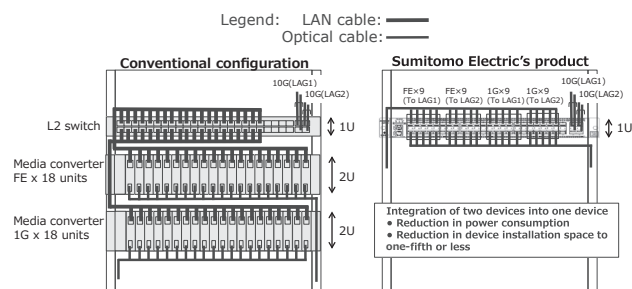 Legend: LAN cable:
Optical cable:
Conventional configuration
10G(LAG1)
10G(LAG2)
L2 switch
1U
Media converter
FE x 18 units
2U
Media converter
1G x 18 units
2U
Sumitomo Electric's product
10G(LAG1)
10G(LAG2)
FE×9 FE×9 1G×9 1G×9
(To LAG1) (To LAG2) (To LAG1) (To LAG2)
1U
Integration of two devices into one device
● Reduction in power consumption
● Reduction in device installation space to
one-fifth or less